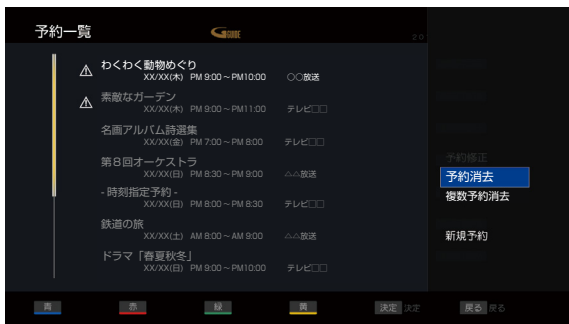 予約一覧
G GUIDE
20
わくわく動物めぐり
XX/XX(木) PM 9:00～PM10:00 ○○放送
素敵なガーデン
XX/XX(木) PM 9:00～PM11:00 テレビ□□
名画アルバム詩選集
XX/XX(金) PM 7:00～PM 8:00 テレビ□□
第8回オーケストラ
XX/XX(日) PM 8:30～PM 9:00 △△放送
- 時刻指定予約 -
XX/XX(日) PM 8:00～PM 8:30 テレビ□□
鉄道の旅
XX/XX(土) AM 8:00～AM 9:00 △△放送
ドラマ「春夏秋冬」
XX/XX(日) PM 9:00～PM10:00 テレビ□□
予約修正
予約消去
複数予約消去
新規予約
青 赤 緑 黄 決定 決定 戻る 戻る